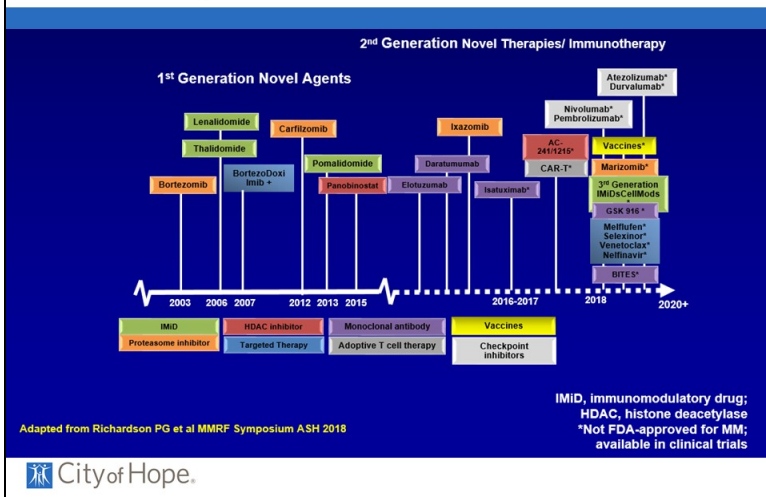 2nd Generation Novel Therapies/ Immunotherapy
1st Generation Novel Agents
Atezolizumab*
Durvalumab*
Nivolumab*
Pembrolizumab*
Lenalidomide
Carfilzomib
Ixazomib
AC-
241/1215*
Vaccines*
Thalidomide
Pomalidomide
Daratumumab
CAR-T*
Marizomib*
Bortezomib
BortezoDoxi
Imib +
Panobinostat
Elotuzumab
Isatuximab*
3rd Generation
IMiDsCellMods
*
GSK 916 *
Melflufen*
Selexinor*
Venetoclax*
Nelfinavir*
BITES*
2003
2006
2007
2012
2013
2015
2016-2017
2018
2020+
IMiD
HDAC inhibitor
Monoclonal antibody
Vaccines
Proteasome inhibitor
Targeted Therapy
Adoptive T cell therapy
Checkpoint
inhibitors
IMiD, immunomodulatory drug;
HDAC, histone deacetylase
*Not FDA-approved for MM;
available in clinical trials
Adapted from Richardson PG et al MMRF Symposium ASH 2018
City of Hope®